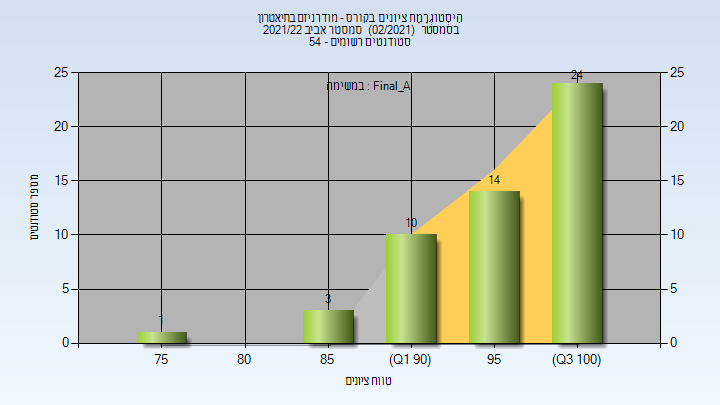 היסטוגרמת ציונים בקורס - מודרניזם בתיאטרון
בסמסטר (02/2021) סמסטר אביב 2021/22
סטודנטים רשומים - 54
במשימה : Final_A
25
20
15
10
5
0
25
20
15
10
5
0
מספר סטודנטים
1
3
10
14
24
75
80
85
(Q1 90)
95
(Q3 100)
טווח ציונים